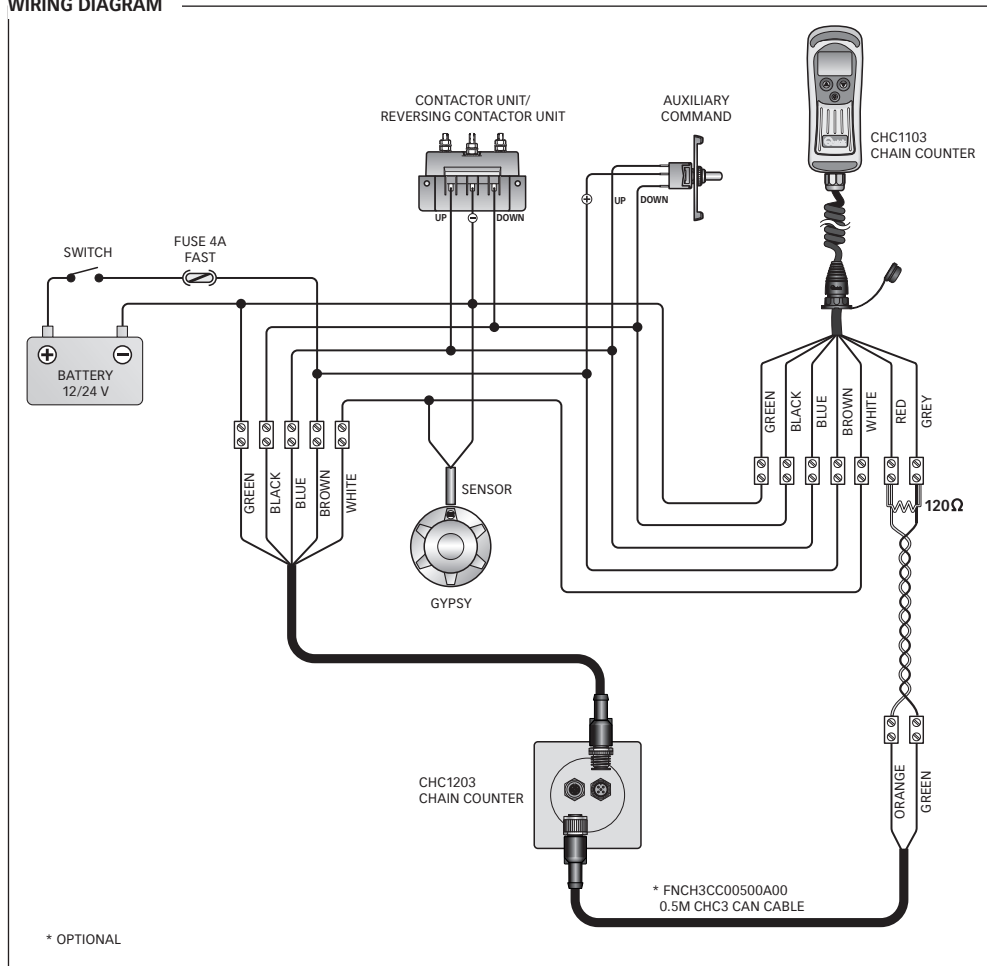 WIRING DIAGRAM
CONTACTOR UNIT/
REVERSING CONTACTOR UNIT
AUXILIARY
COMMAND
CHC1103
CHAIN COUNTER
UP
DOWN
UP
DOWN
SWITCH
FUSE 4A
FAST
BATTERY
12/24 V
GREEN
BLACK
BLUE
BROWN
WHITE
SENSOR
GYPSY
GREEN
BLACK
BLUE
BROWN
WHITE
RED
GREY
120Ω
CHC1203
CHAIN COUNTER
ORANGE
GREEN
* FNCH3CC00500A00
0.5M CHC3 CAN CABLE
* OPTIONAL